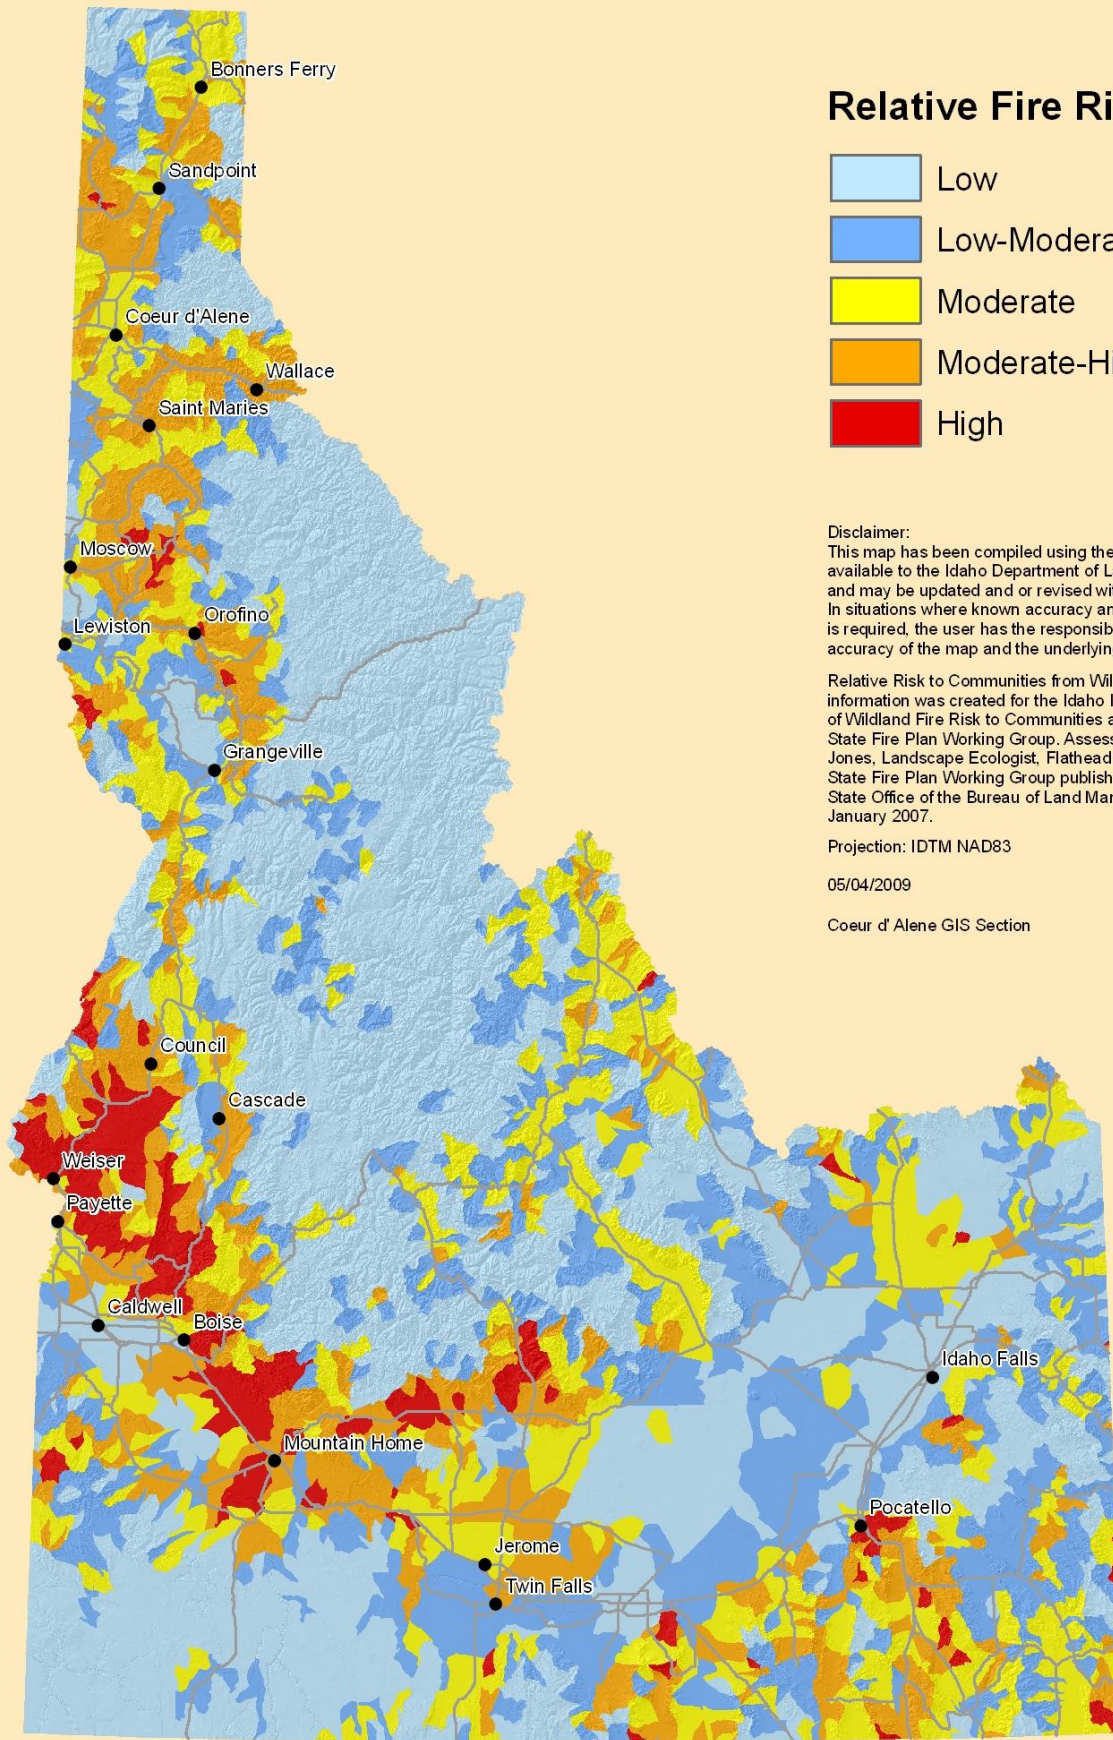 Bonners Ferry
Sandpoint
Coeur d'Alene
Wallace
Saint Maries
Moscow
Orofino
Lewiston
Grangeville
Council
Cascade
Weiser
Payette
Caldwell
Boise
Idaho Falls
Mountain Home
Pocatello
Jerome
Twin Falls
Relative Fire Ri
Low
Low-Modera
Moderate
Moderate-Hi
High
Disclaimer:
This map has been compiled using the
available to the Idaho Department of L
and may be updated and or revised wit
In situations where known accuracy an
is required, the user has the responsib
accuracy of the map and the underlying
Relative Risk to Communities from Wil
information was created for the Idaho
of Wildland Fire Risk to Communities a
State Fire Plan Working Group. Assess
Jones, Landscape Ecologist, Flathead
State Fire Plan Working Group publish
State Office of the Bureau of Land Man
January 2007.
Projection: IDTM NAD83
05/04/2009
Coeur d' Alene GIS Section